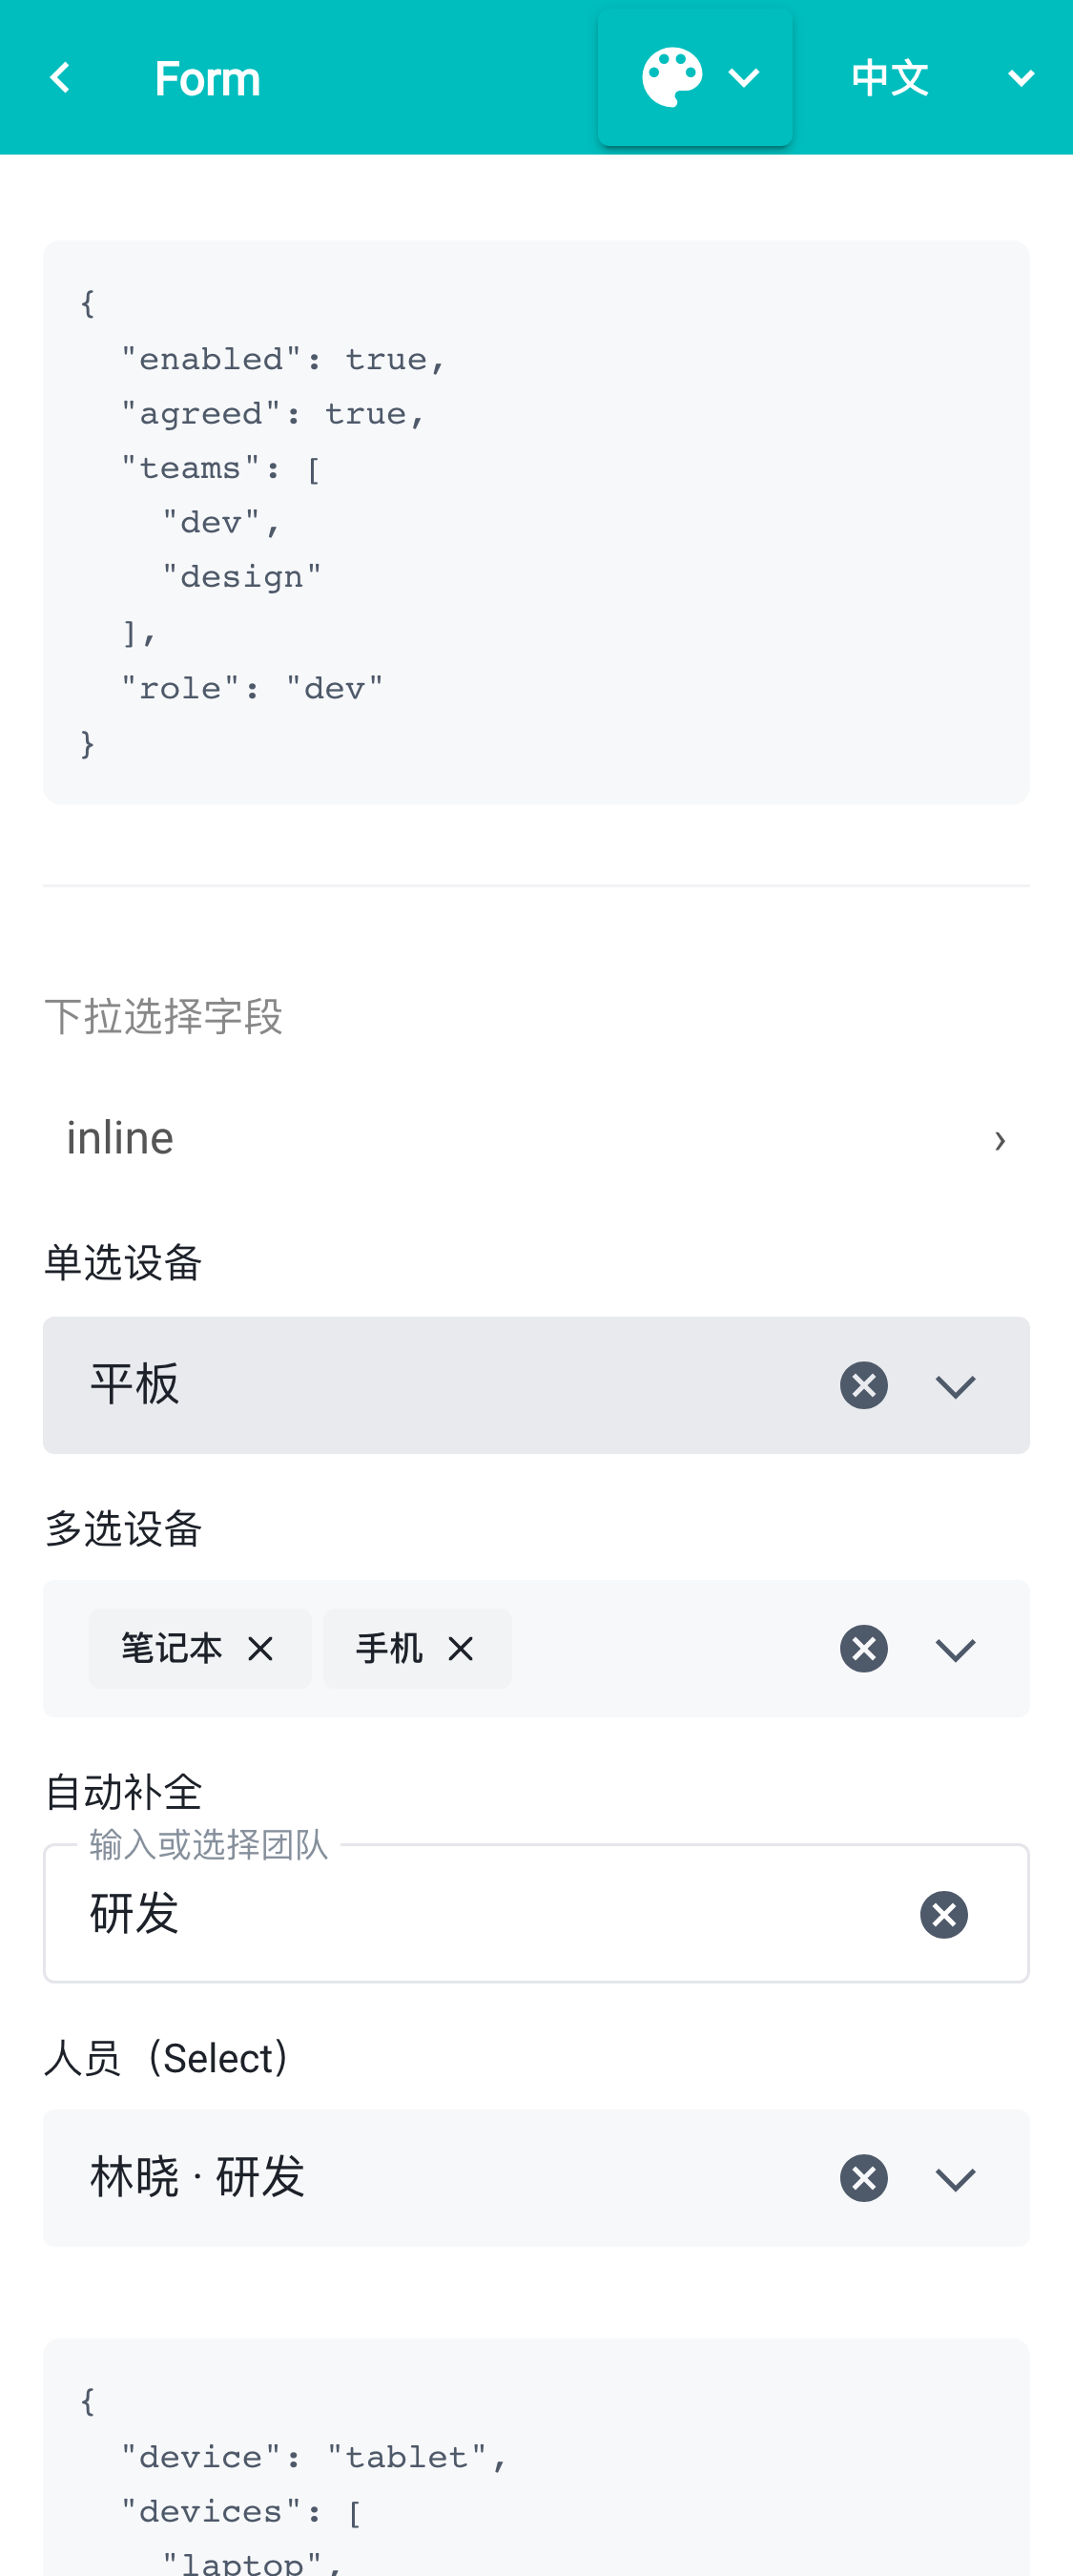 Form
中文
{
  "enabled": true,
  "agreed": true,
  "teams": [
    "dev",
    "design"
  ],
  "role": "dev"
}
下拉选择字段
inline ›
单选设备
平板
多选设备
笔记本 手机
自动补全
输入或选择团队
研发
人员（Select）
林晓 · 研发
{
  "device": "tablet",
  "devices": [
    "laptop",